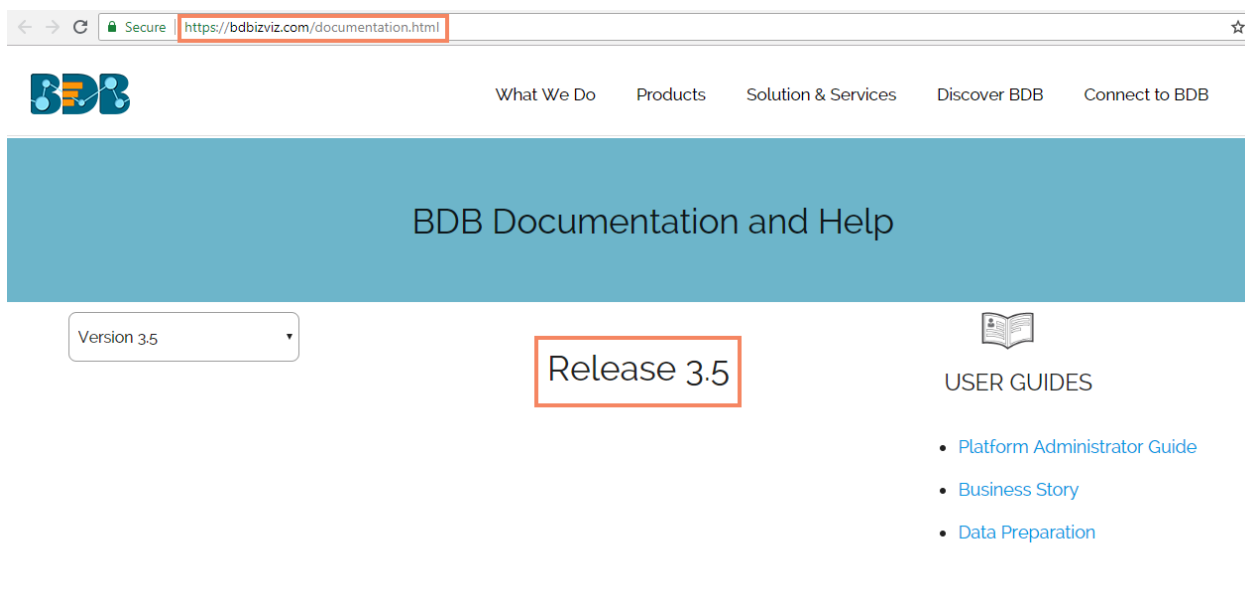 Secure | https://bdbizviz.com/documentation.html
BDB
What We Do Products Solution & Services Discover BDB Connect to BDB
BDB Documentation and Help
Version 3.5
Release 3.5
USER GUIDES
• Platform Administrator Guide
• Business Story
• Data Preparation